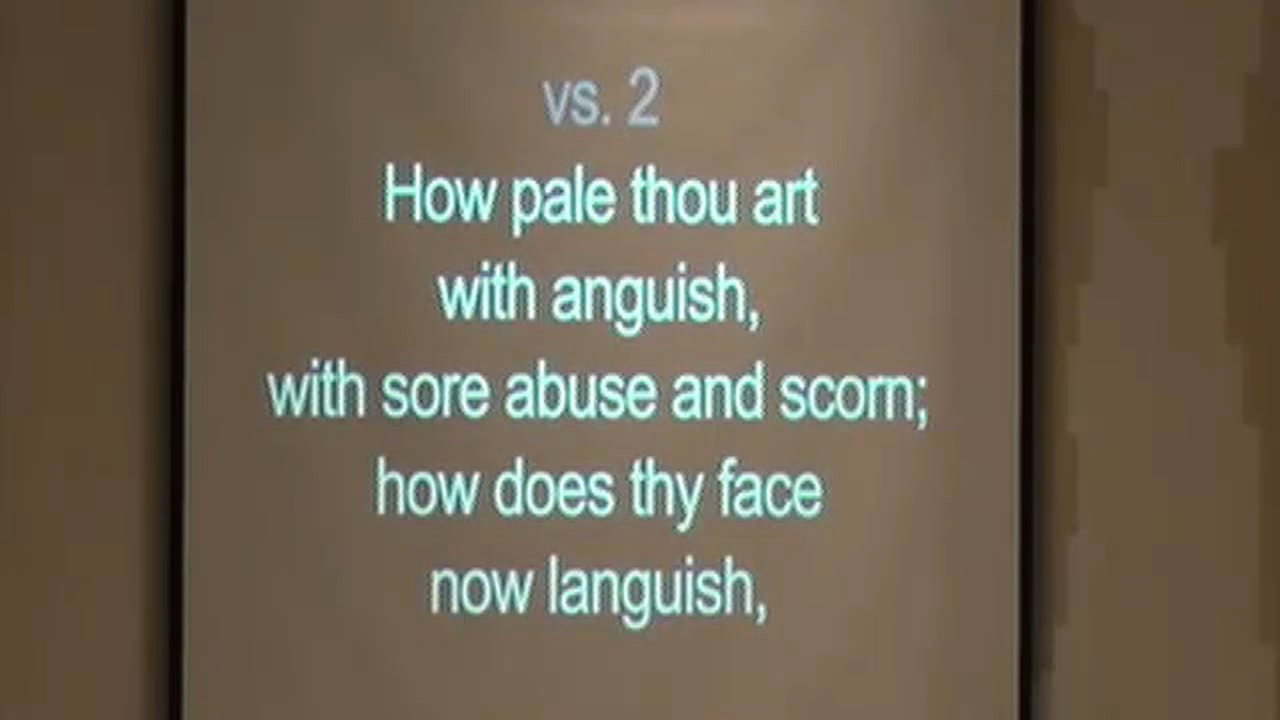 vs. 2
How pale thou art
with anguish,
with sore abuse and scorn;
how does thy face
now languish,